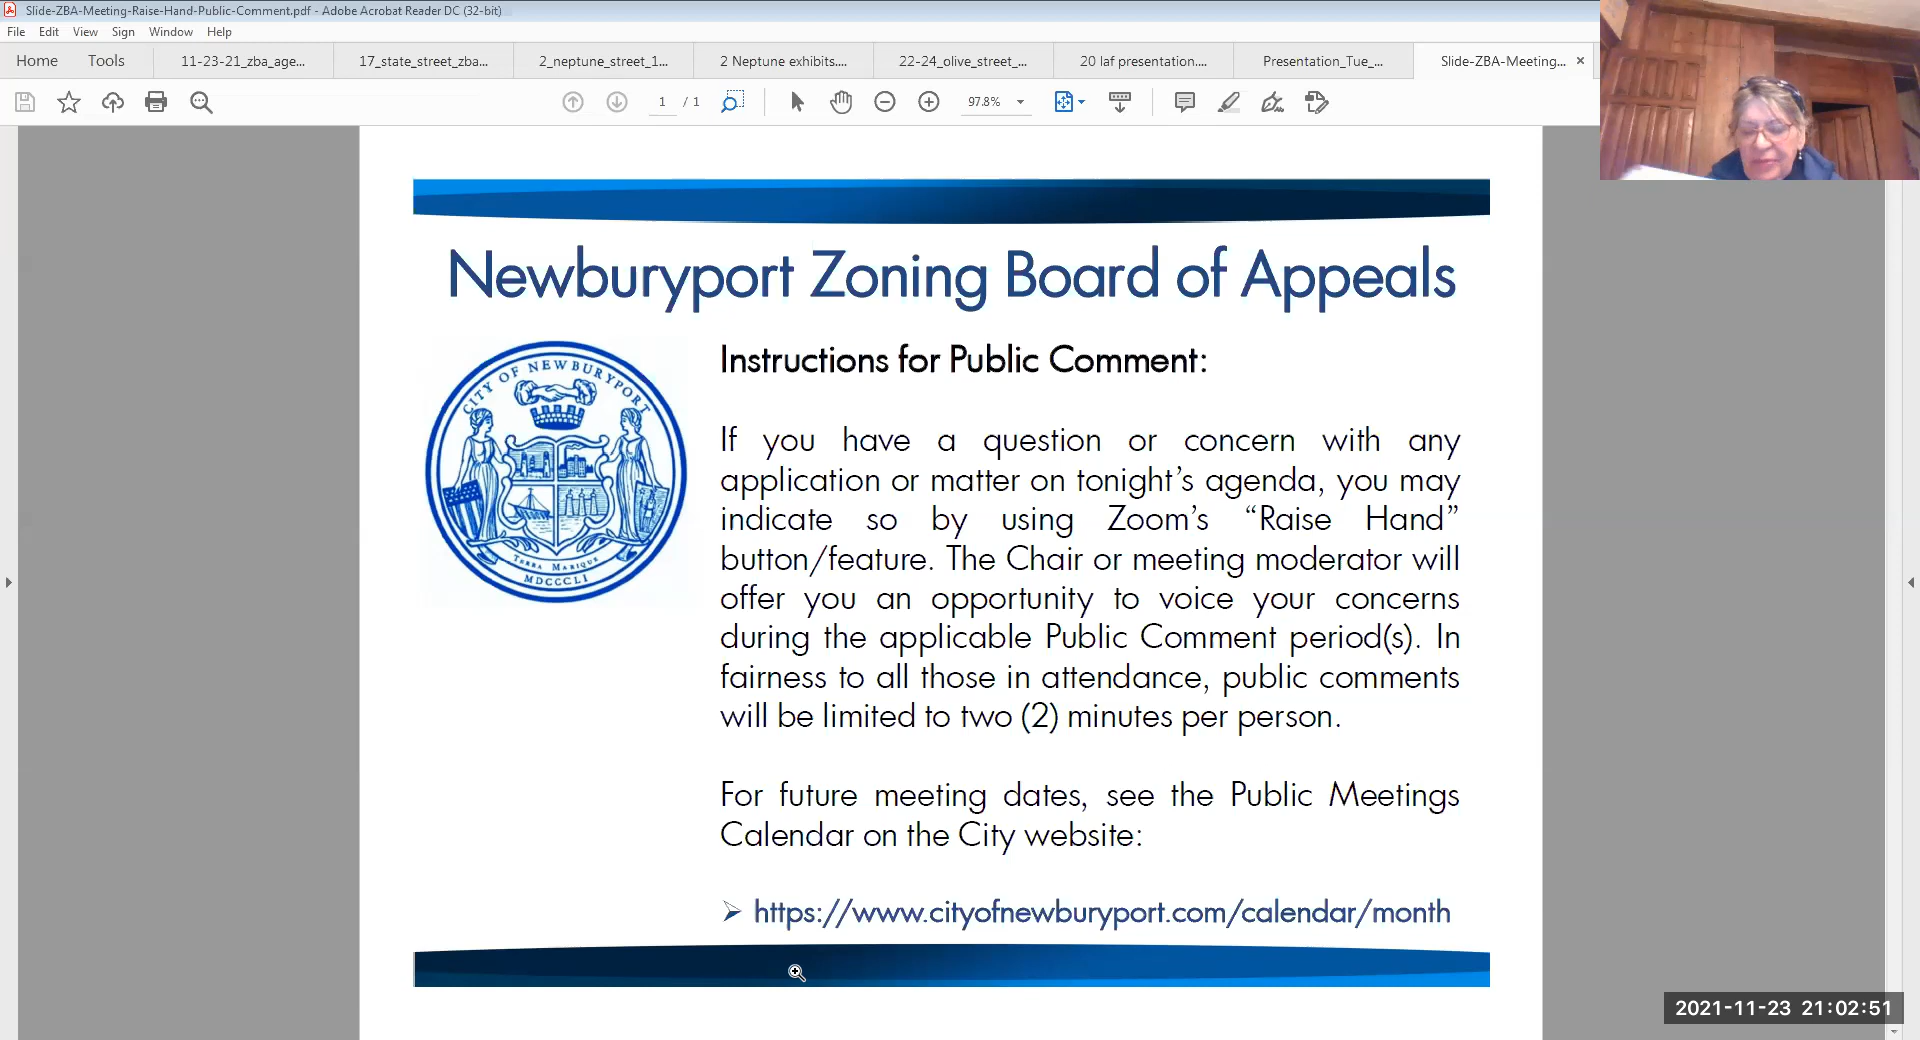 Slide-ZBA-Meeting-Raise-Hand-Public-Comment.pdf - Adobe Acrobat Reader DC (32-bit)
File Edit View Sign Window Help
Home Tools 11-23-21_zba_age... 17_state_street_zba... 2_neptune_street_1... 2 Neptune exhibits.... 22-24_olive_street_... 20 laf presentation.... Presentation_Tue_... Slide-ZBA-Meeting... ×
1 / 1 97.8%
Newburyport Zoning Board of Appeals
CITY OF NEWBURYPORT
TERRA MARIQUE
MDCCCLI
Instructions for Public Comment:
If you have a question or concern with any
application or matter on tonight's agenda, you may
indicate so by using Zoom's “Raise Hand”
button/feature. The Chair or meeting moderator will
offer you an opportunity to voice your concerns
during the applicable Public Comment period(s). In
fairness to all those in attendance, public comments
will be limited to two (2) minutes per person.
For future meeting dates, see the Public Meetings
Calendar on the City website:
➢ https://www.cityofnewburyport.com/calendar/month
2021-11-23 21:02:51